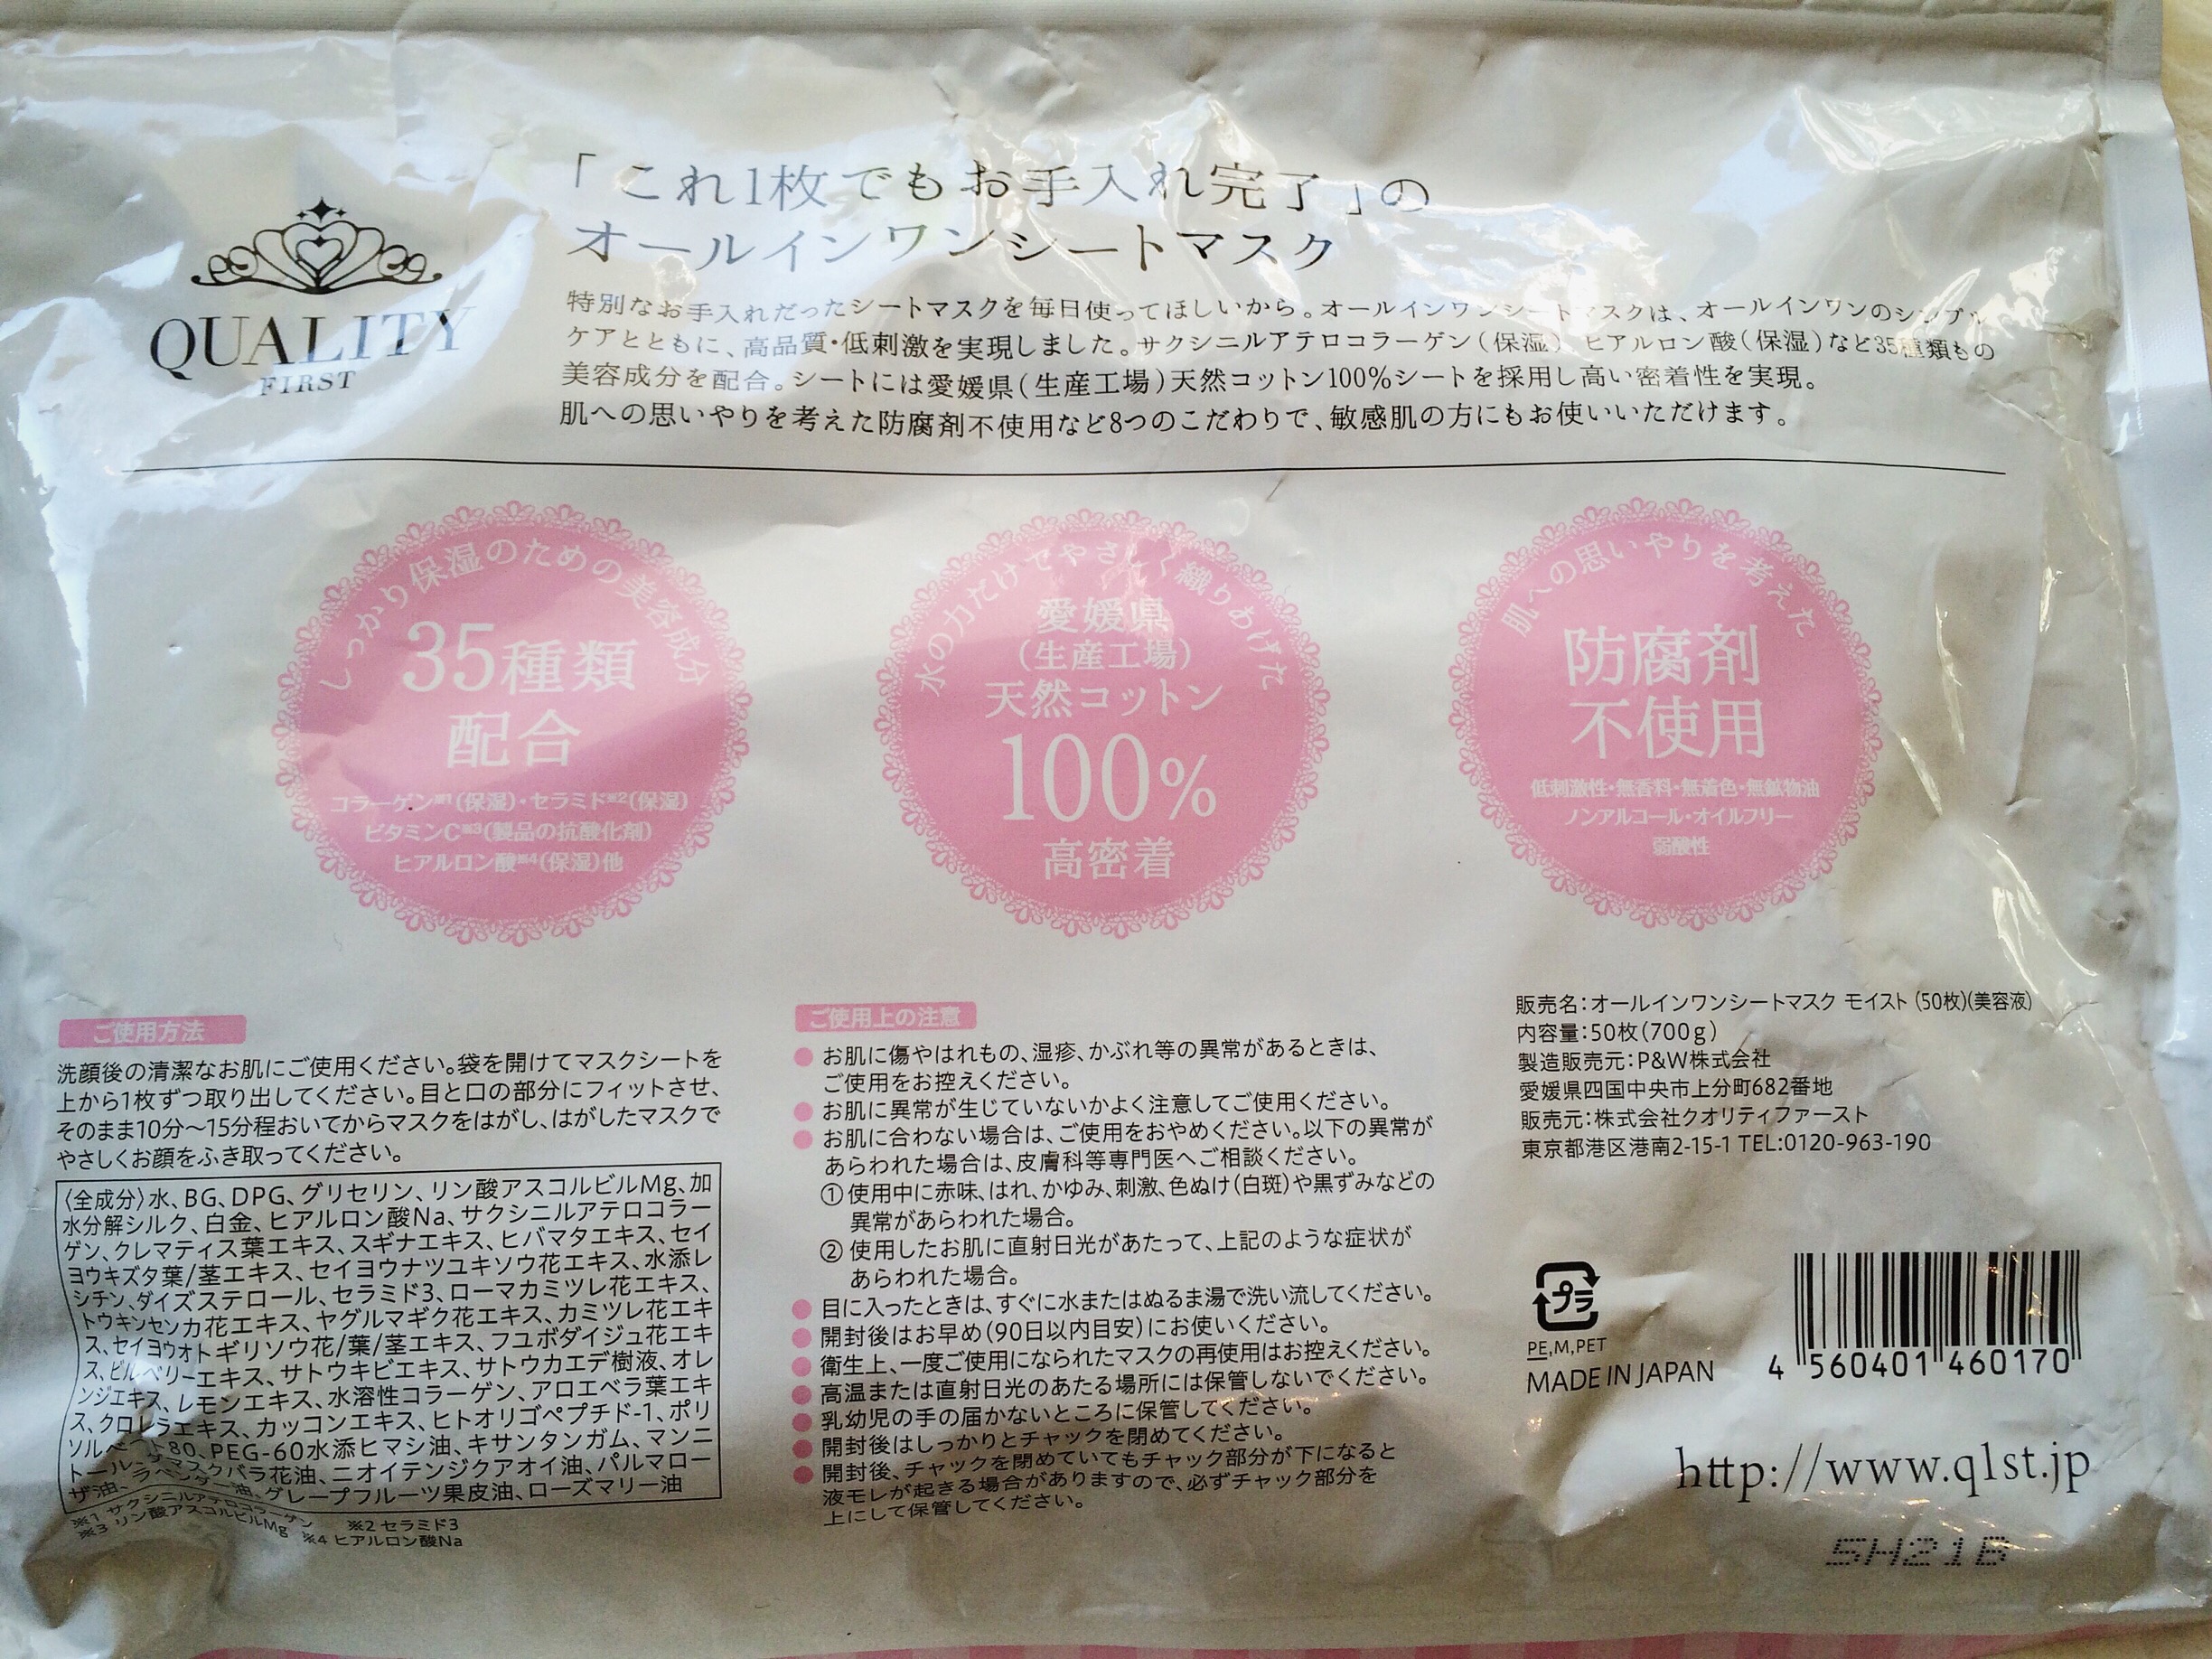 QUALITY
FIRST
「これ1枚でもお手入れ完了」の
オールインワンシートマスク
特別なお手入れだったシートマスクを毎日使ってほしいから。オールインワンシートマスクは、オールインワンのシンプル
ケアとともに、高品質・低刺激を実現しました。サクシニルアテロコラーゲン(保湿)、ヒアルロン酸(保湿)など35種類もの
美容成分を配合。シートには愛媛県(生産工場)天然コットン100%シートを採用し高い密着性を実現。
肌への思いやりを考えた防腐剤不使用など8つのこだわりで、敏感肌の方にもお使いいただけます。
しっかり保湿のための美容成分
35種類
配合
コラーゲン※1(保湿)・セラミド※2(保湿)
ビタミンC※3(製品の抗酸化剤)
ヒアルロン酸※4(保湿)他
水の力だけでやさしく織りあげた
愛媛県
(生産工場)
天然コットン
100%
高密着
肌への思いやりを考えた
防腐剤
不使用
低刺激性・無香料・無着色・無鉱物油
ノンアルコール・オイルフリー
弱酸性
ご使用方法
洗顔後の清潔なお肌にご使用ください。袋を開けてマスクシートを
上から1枚ずつ取り出してください。目と口の部分にフィットさせ、
そのまま10分〜15分程おいてからマスクをはがし、はがしたマスクで
やさしくお顔をふき取ってください。
〈全成分〉水、BG、DPG、グリセリン、リン酸アスコルビルMg、加
水分解シルク、白金、ヒアルロン酸Na、サクシニルアテロコラー
ゲン、クレマティス葉エキス、スギナエキス、ヒバマタエキス、セイ
ヨウキズタ葉/茎エキス、セイヨウナツユキソウ花エキス、水添レ
シチン、ダイズステロール、セラミド3、ローマカミツレ花エキス、
トウキンセンカ花エキス、ヤグルマギク花エキス、カミツレ花エキ
ス、セイヨウオトギリソウ花/葉/茎エキス、フユボダイジュ花エキ
ス、ビルベリーエキス、サトウキビエキス、サトウカエデ樹液、オレ
ンジエキス、レモンエキス、水溶性コラーゲン、アロエベラ葉エキ
ス、クロレラエキス、カッコンエキス、ヒトオリゴペプチド-1、ポリ
ソルベート80、PEG-60水添ヒマシ油、キサンタンガム、マンニ
トール、ダマスクバラ花油、ニオイテンジクアオイ油、パルマロー
ザ油、ラベンダー油、グレープフルーツ果皮油、ローズマリー油
※1 サクシニルアテロコラーゲン ※2 セラミド3
※3 リン酸アスコルビルMg ※4 ヒアルロン酸Na
ご使用上の注意
● お肌に傷やはれもの、湿疹、かぶれ等の異常があるときは、
ご使用をお控えください。
● お肌に異常が生じていないかよく注意してご使用ください。
● お肌に合わない場合は、ご使用をおやめください。以下の異常が
あらわれた場合は、皮膚科等専門医へご相談ください。
① 使用中に赤味、はれ、かゆみ、刺激、色ぬけ(白斑)や黒ずみなどの
異常があらわれた場合。
② 使用したお肌に直射日光があたって、上記のような症状が
あらわれた場合。
● 目に入ったときは、すぐに水またはぬるま湯で洗い流してください。
● 開封後はお早め(90日以内目安)にお使いください。
● 衛生上、一度ご使用になられたマスクの再使用はお控えください。
● 高温または直射日光のあたる場所には保管しないでください。
● 乳幼児の手の届かないところに保管してください。
● 開封後はしっかりとチャックを閉めてください。
● 開封後、チャックを閉めていてもチャック部分が下になると
液モレが起きる場合がありますので、必ずチャック部分を
上にして保管してください。
販売名:オールインワンシートマスク モイスト (50枚)(美容液)
内容量:50枚(700g)
製造販売元:P&W株式会社
愛媛県四国中央市上分町682番地
販売元:株式会社クオリティファースト
東京都港区港南2-15-1 TEL:0120-963-190
プラ
PE,M,PET
MADE IN JAPAN
4 560401 460170
http://www.q1st.jp
5H21B